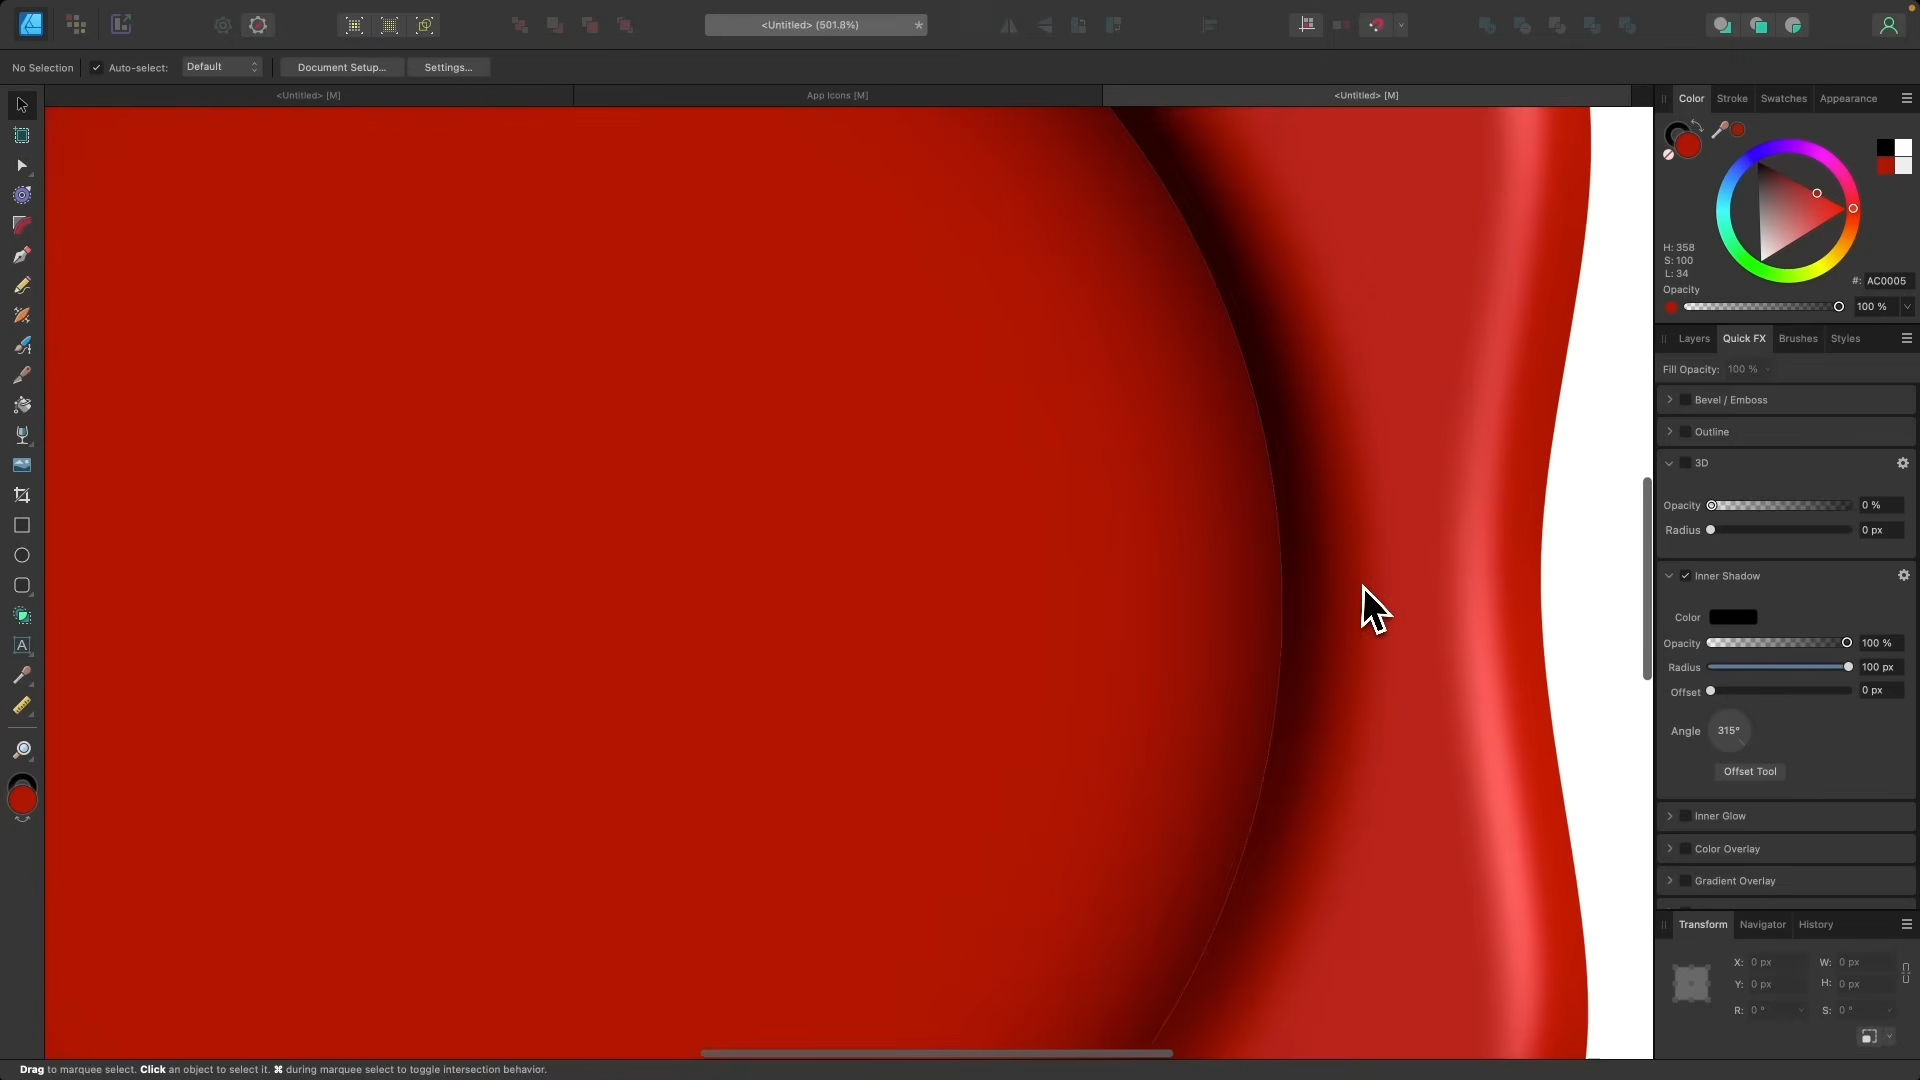 <Untitled> (501.8%)
*
No Selection
Auto-select:
Default
Document Setup...
Settings...
<Untitled> [M]
App Icons [M]
<Untitled> [M]
Color
Stroke
Swatches
Appearance
H: 358
S: 100
L: 34
#:
AC0005
Opacity
100 %
Layers
Quick FX
Brushes
Styles
Fill Opacity:
100 %
Bevel / Emboss
Outline
3D
Opacity
0 %
Radius
0 px
Inner Shadow
Color
Opacity
100 %
Radius
100 px
Offset
0 px
Angle
315°
Offset Tool
Inner Glow
Color Overlay
Gradient Overlay
Transform
Navigator
History
X:
0 px
W:
0 px
Y:
0 px
H:
0 px
R:
0 °
S:
0 °
A
Drag to marquee select. Click an object to select it. ⌘ during marquee select to toggle intersection behavior.